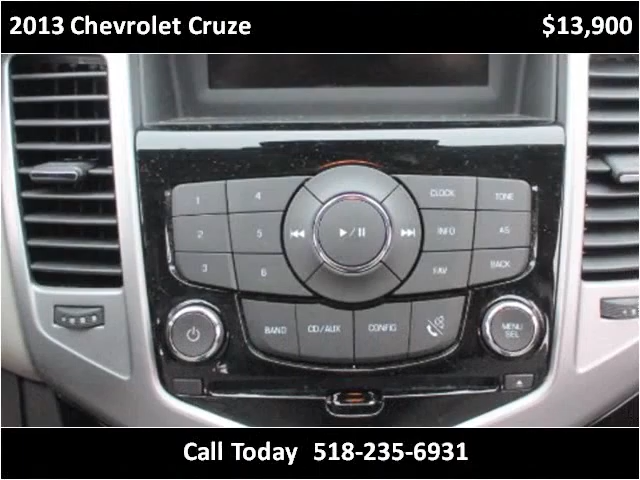 2013 Chevrolet Cruze $13,900
1 4 CLOCK TONE
2 5 INFO AS
3 6 FAV BACK
BAND CD/AUX CONFIG MENU SEL
Call Today 518-235-6931